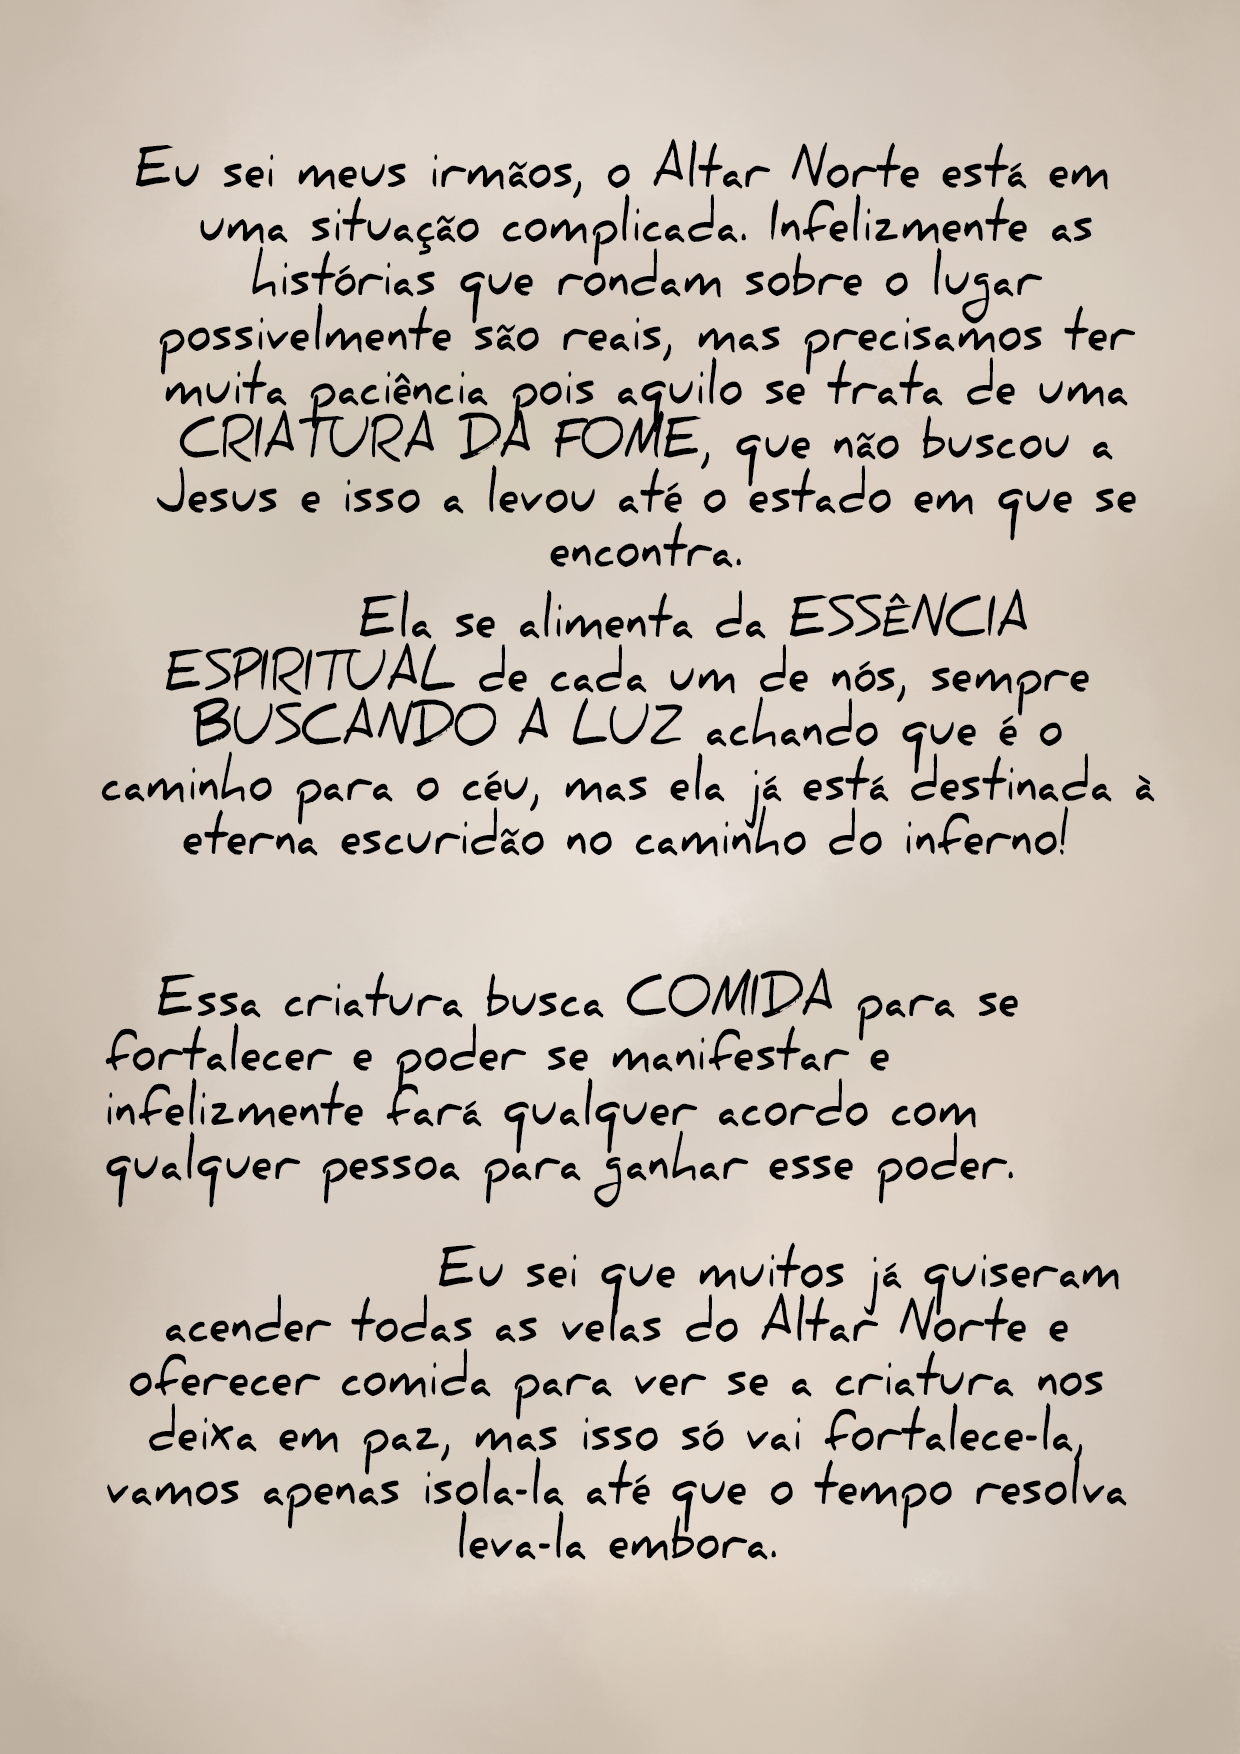 Eu sei meus irmãos, o Altar Norte está em
uma situação complicada. Infelizmente as
histórias que rondam sobre o lugar
possivelmente são reais, mas precisamos ter
muita paciência pois aquilo se trata de uma
CRIATURA DA FOME, que não buscou a
Jesus e isso a levou até o estado em que se
encontra.
Ela se alimenta da ESSÊNCIA
ESPIRITUAL de cada um de nós, sempre
BUSCANDO A LUZ achando que é o
caminho para o céu, mas ela já está destinada à
eterna escuridão no caminho do inferno!
Essa criatura busca COMIDA para se
fortalecer e poder se manifestar e
infelizmente fará qualquer acordo com
qualquer pessoa para ganhar esse poder.
Eu sei que muitos já quiseram
acender todas as velas do Altar Norte e
oferecer comida para ver se a criatura nos
deixa em paz, mas isso só vai fortalece-la,
vamos apenas isola-la até que o tempo resolva
leva-la embora.